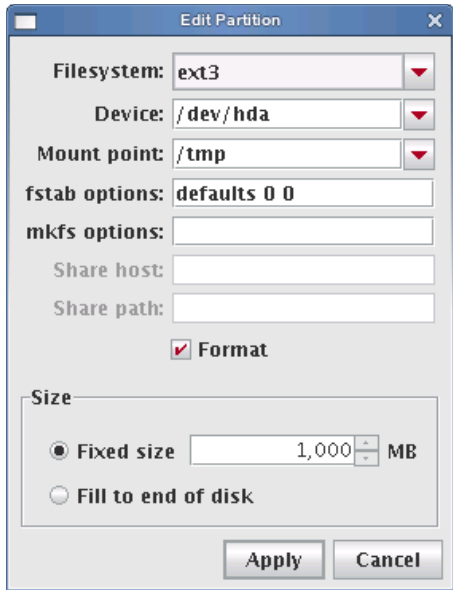 Edit Partition
Filesystem: ext3
Device: /dev/hda
Mount point: /tmp
fstab options: defaults 0 0
mkfs options:
Share host:
Share path:
Format
Size
Fixed size 1,000 MB
Fill to end of disk
Apply Cancel